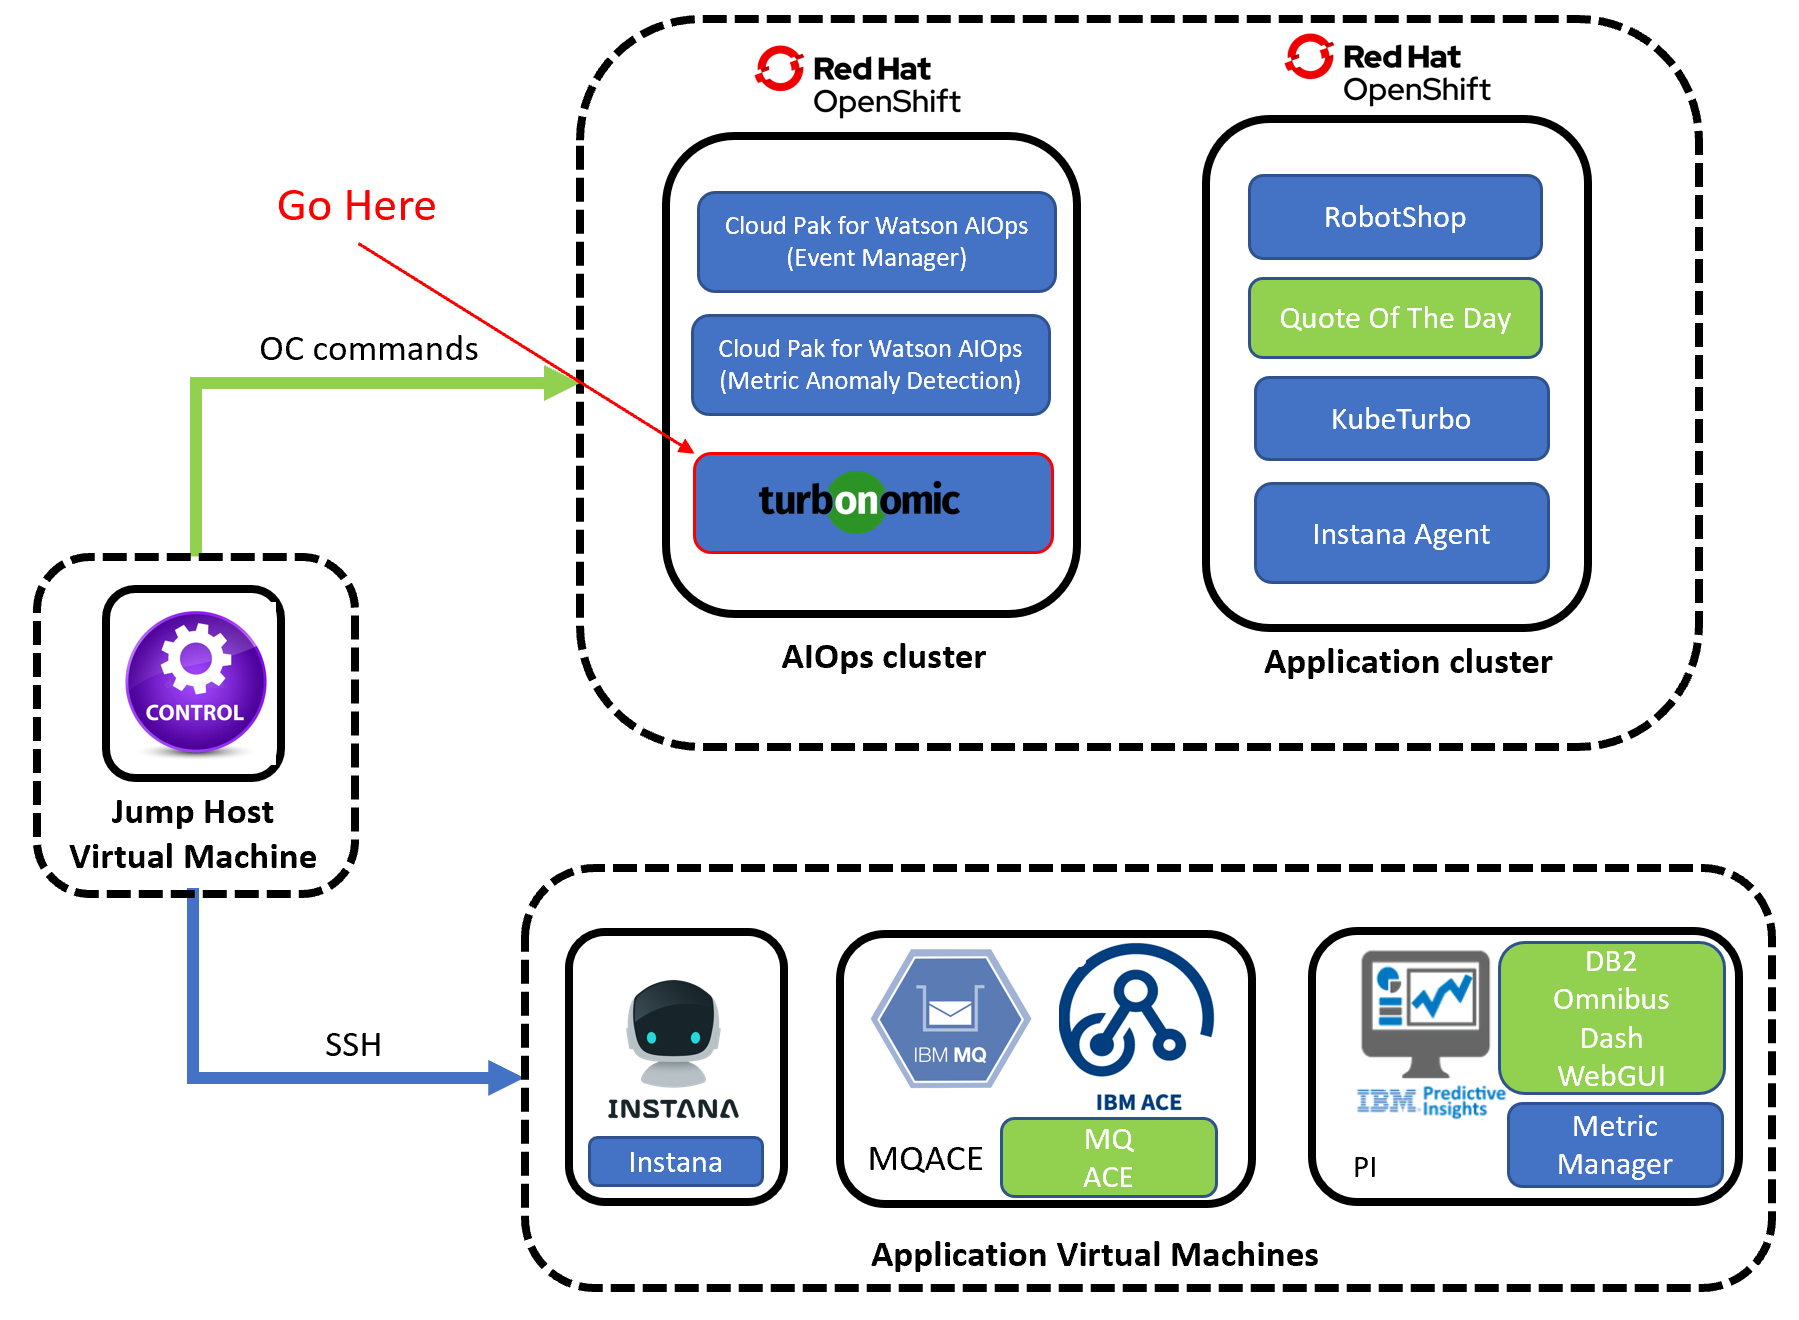 Red Hat
OpenShift
Red Hat
OpenShift
Go Here
Cloud Pak for Watson AIOps
(Event Manager)
RobotShop
Quote Of The Day
OC commands
Cloud Pak for Watson AIOps
(Metric Anomaly Detection)
KubeTurbo
turbonomic
Instana Agent
AIOps cluster
Application cluster
CONTROL
Jump Host
Virtual Machine
SSH
INSTANA
Instana
IBM MQ
IBM ACE
MQACE
MQ
ACE
IBM Predictive
Insights
PI
DB2
Omnibus
Dash
WebGUI
Metric
Manager
Application Virtual Machines